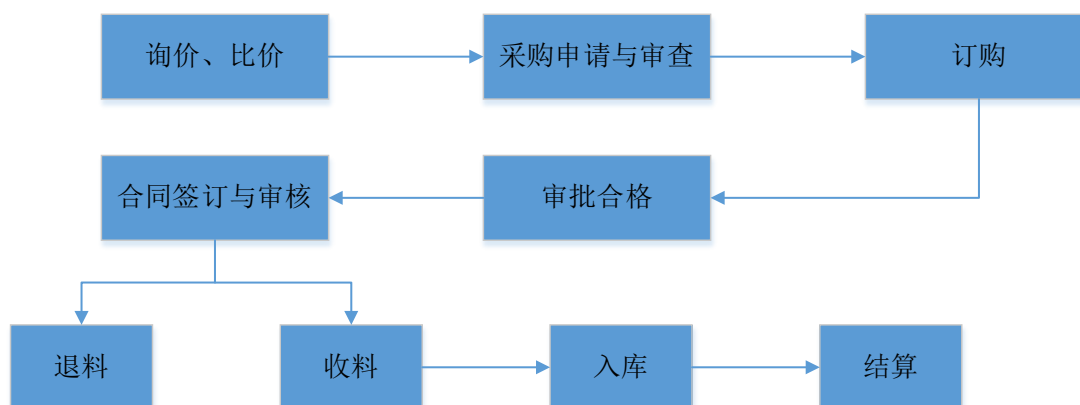 询价、比价
采购申请与审查
订购
合同签订与审核
审批合格
退料
收料
入库
结算